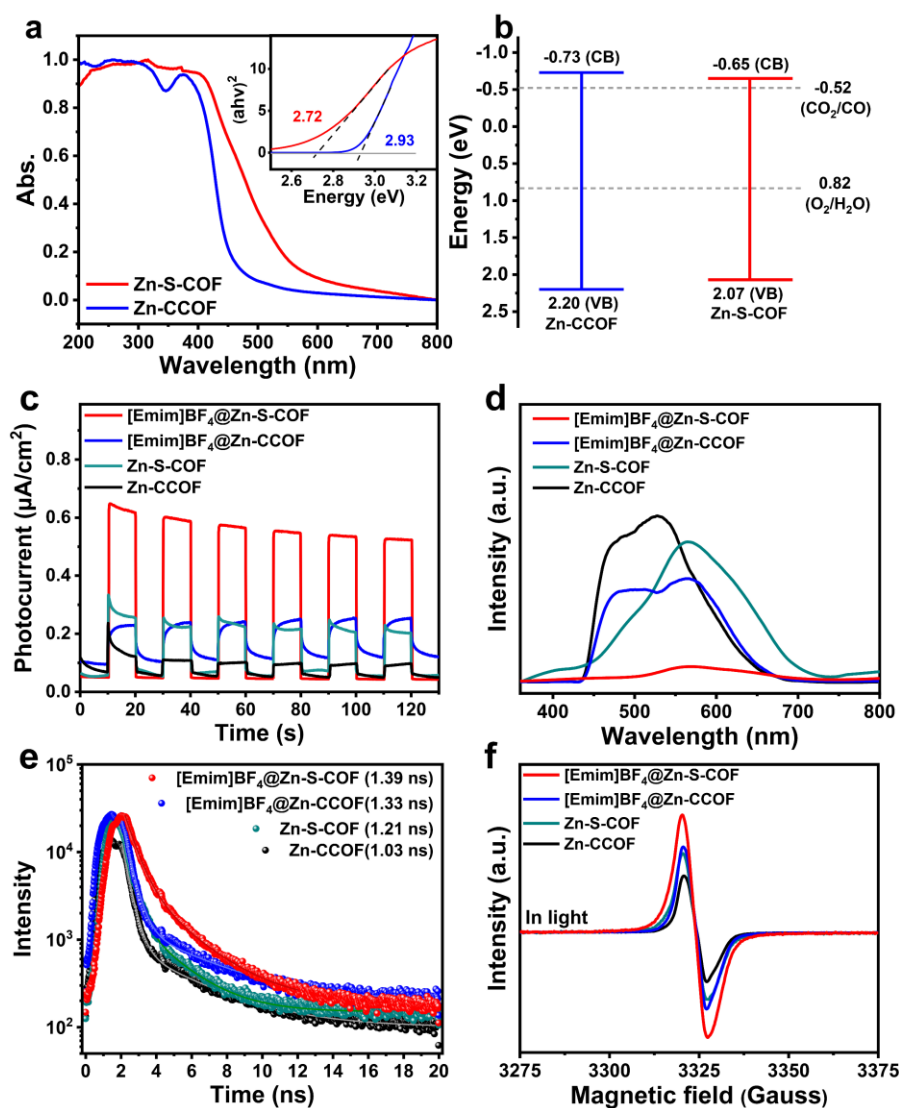 a
Abs.
1.0
0.8
0.6
0.4
0.2
0.0
200 300 400 500 600 700 800
Wavelength (nm)
Zn-S-COF
Zn-CCOF
(ahv)²
10
5
0
2.72
2.93
2.6 2.8 3.0 3.2
Energy (eV)
b
Energy (eV)
-1.0
-0.5
0.0
0.5
1.0
1.5
2.0
2.5
-0.73 (CB)
-0.65 (CB)
-0.52
(CO₂/CO)
0.82
(O₂/H₂O)
2.20 (VB)
Zn-CCOF
2.07 (VB)
Zn-S-COF
c
[Emim]BF₄@Zn-S-COF
[Emim]BF₄@Zn-CCOF
Zn-S-COF
Zn-CCOF
Photocurrent (μA/cm²)
0.8
0.6
0.4
0.2
0.0
0 20 40 60 80 100 120
Time (s)
d
[Emim]BF₄@Zn-S-COF
[Emim]BF₄@Zn-CCOF
Zn-S-COF
Zn-CCOF
Intensity (a.u.)
400 500 600 700 800
Wavelength (nm)
e
[Emim]BF₄@Zn-S-COF (1.39 ns)
[Emim]BF₄@Zn-CCOF(1.33 ns)
Zn-S-COF (1.21 ns)
Zn-CCOF(1.03 ns)
Intensity
10⁵
10⁴
10³
10²
0 2 4 6 8 10 12 14 16 18 20
Time (ns)
f
[Emim]BF₄@Zn-S-COF
[Emim]BF₄@Zn-CCOF
Zn-S-COF
Zn-CCOF
Intensity (a.u.)
In light
3275 3300 3325 3350 3375
Magnetic field (Gauss)